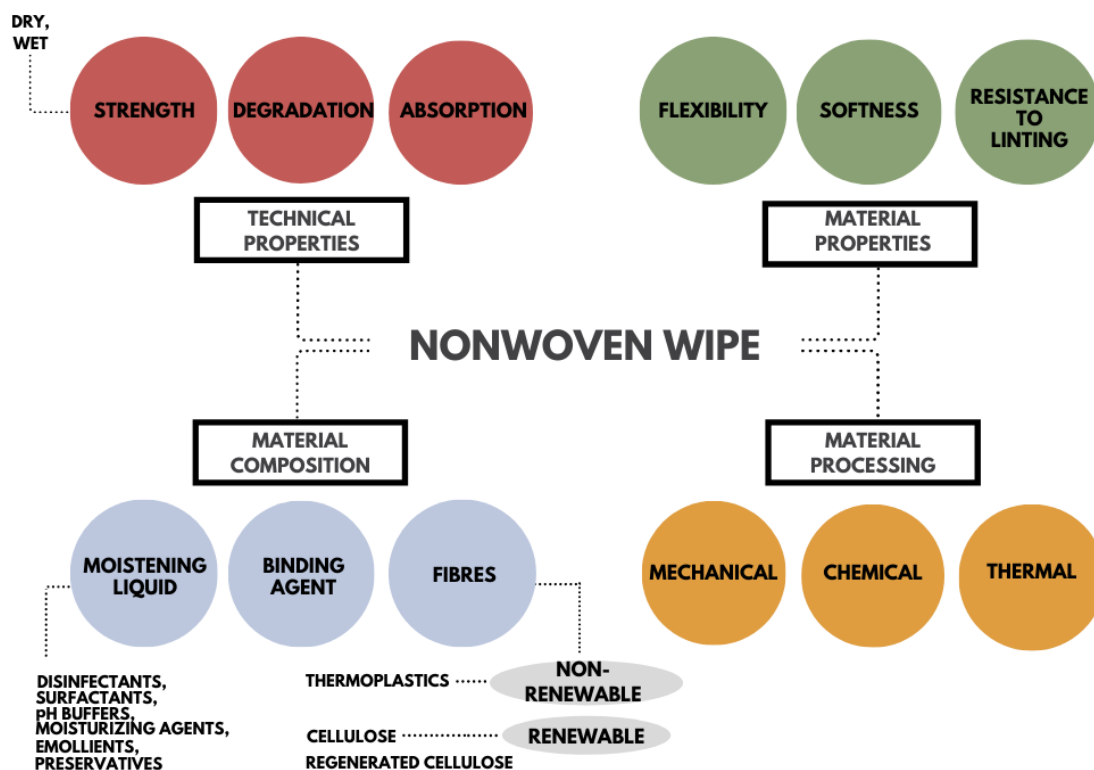 DRY,
WET
STRENGTH
DEGRADATION
ABSORPTION
FLEXIBILITY
SOFTNESS
RESISTANCE
TO
LINTING
TECHNICAL
PROPERTIES
MATERIAL
PROPERTIES
NONWOVEN WIPE
MATERIAL
COMPOSITION
MATERIAL
PROCESSING
MOISTENING
LIQUID
BINDING
AGENT
FIBRES
MECHANICAL
CHEMICAL
THERMAL
DISINFECTANTS,
SURFACTANTS,
pH BUFFERS,
MOISTURIZING AGENTS,
EMOLLIENTS,
PRESERVATIVES
THERMOPLASTICS
NON-
RENEWABLE
CELLULOSE
RENEWABLE
REGENERATED CELLULOSE